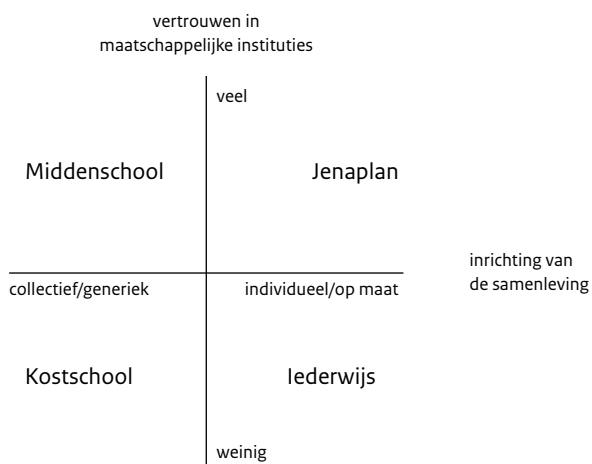 vertrouwen in
maatschappelijke instituties
veel
Middenschool
Jenaplan
inrichting van
de samenleving
collectief/generiek
individueel/op maat
Kostschool
Iederwijs
weinig